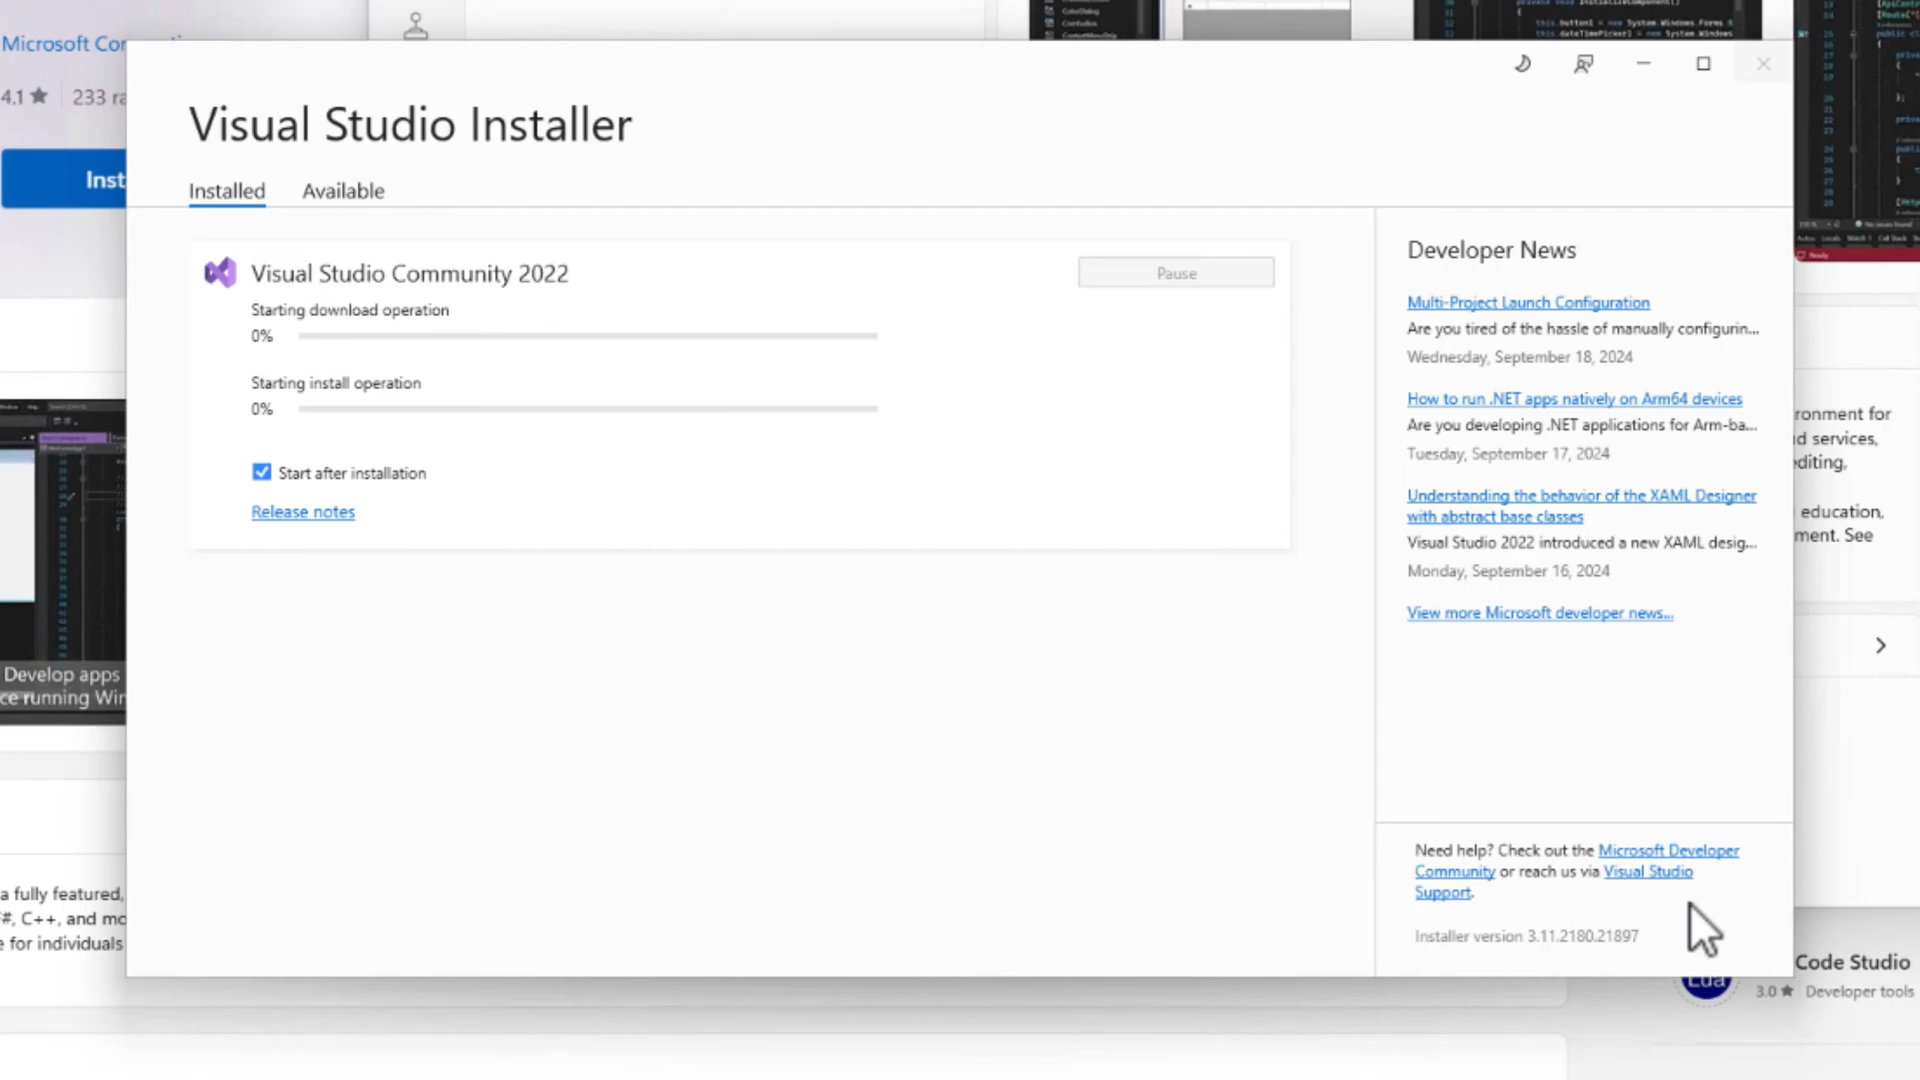 Microsoft
4.1
233
Inst
Visual Studio Installer
Installed
Available
Visual Studio Community 2022
Pause
Starting download operation
0%
Starting install operation
0%
Start after installation
Release notes
Developer News
Multi-Project Launch Configuration
Are you tired of the hassle of manually configurin...
Wednesday, September 18, 2024
How to run .NET apps natively on Arm64 devices
Are you developing .NET applications for Arm-ba...
Tuesday, September 17, 2024
Understanding the behavior of the XAML Designer
with abstract base classes
Visual Studio 2022 introduced a new XAML desig...
Monday, September 16, 2024
View more Microsoft developer news...
Need help? Check out the Microsoft Developer
Community or reach us via Visual Studio
Support.
Installer version 3.11.2180.21897
Develop apps
ce running Win
a fully featured,
#, C++, and mo
e for individuals
ronment for
d services,
editing,
education,
ment. See
Lua
Code Studio
3.0 ★ Developer tools